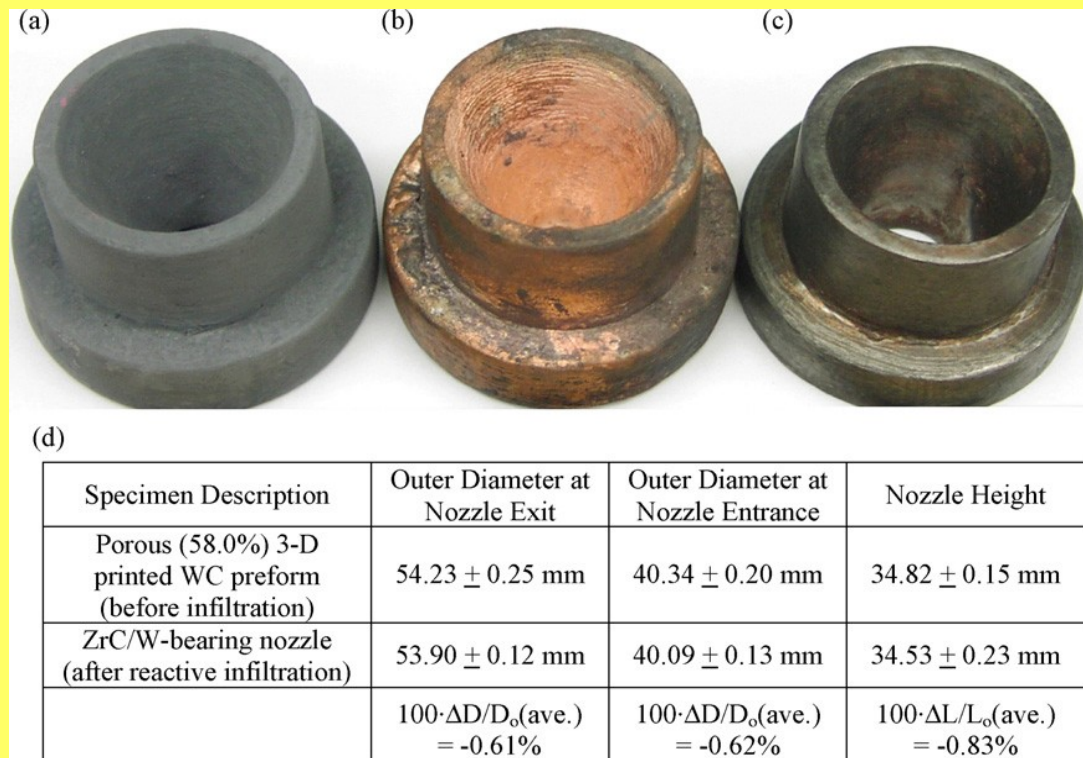 (a) (b) (c)
(d)
Specimen Description
Outer Diameter at
Nozzle Exit
Outer Diameter at
Nozzle Entrance
Nozzle Height
Porous (58.0%) 3-D
printed WC preform
(before infiltration)
54.23 ± 0.25 mm
40.34 ± 0.20 mm
34.82 ± 0.15 mm
ZrC/W-bearing nozzle
(after reactive infiltration)
53.90 ± 0.12 mm
40.09 ± 0.13 mm
34.53 ± 0.23 mm
100·ΔD/Dₒ(ave.)
= -0.61%
100·ΔD/Dₒ(ave.)
= -0.62%
100·ΔL/Lₒ(ave.)
= -0.83%